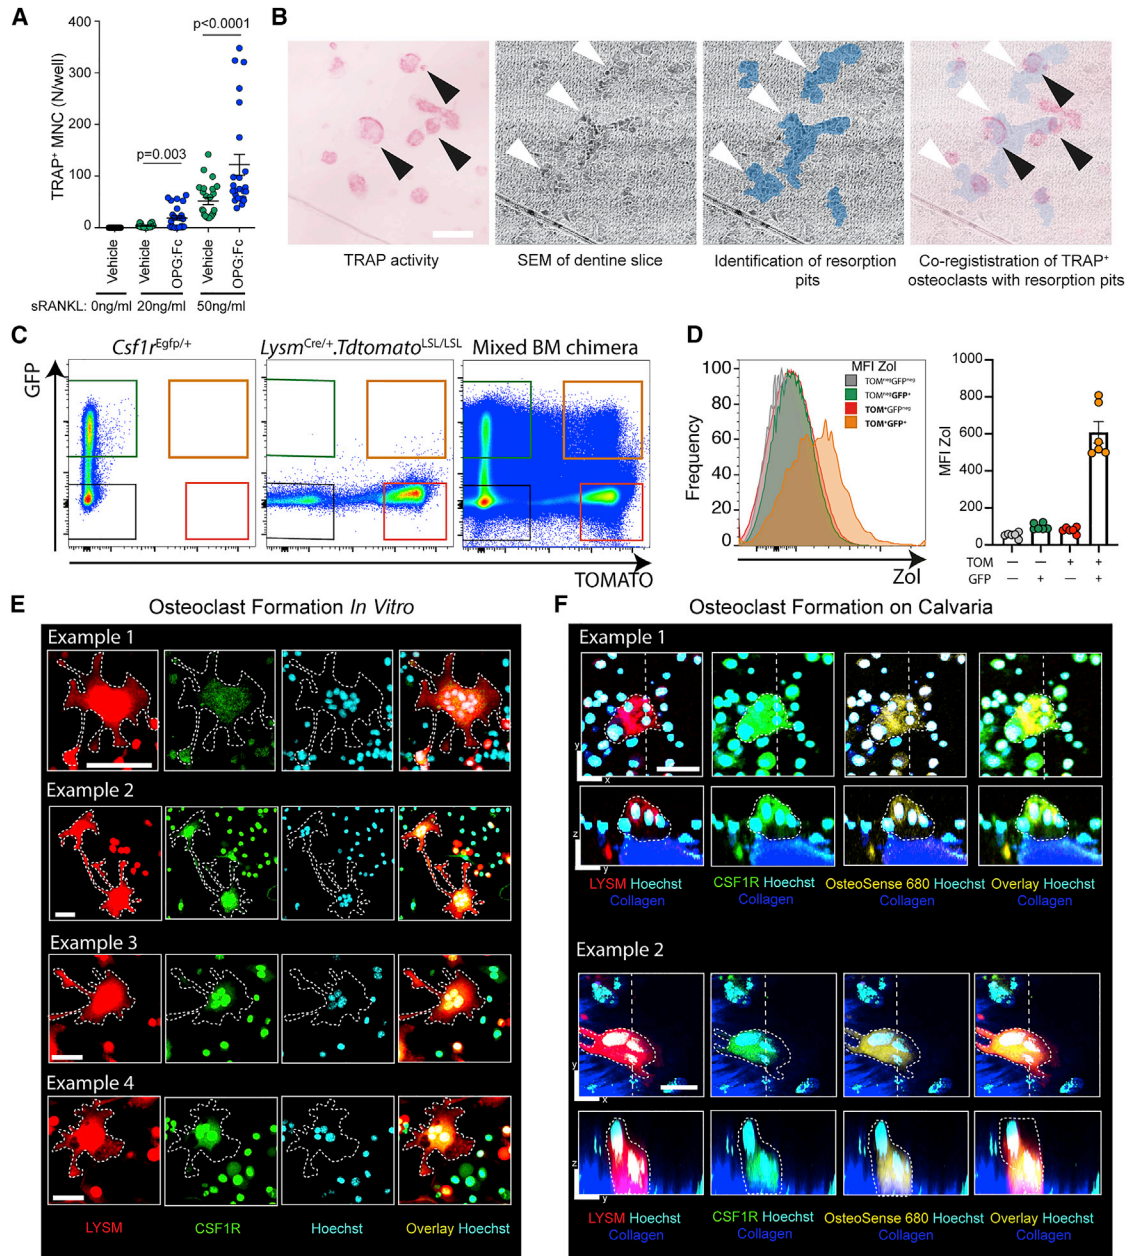 A
TRAP⁺ MNC (N/well)
400
300
200
100
0
p<0.0001
p=0.003
Vehicle
Vehicle
OPG:Fc
Vehicle
OPG:Fc
sRANKL: 0ng/ml 20ng/ml 50ng/ml
B
TRAP activity
SEM of dentine slice
Identification of resorption
pits
Co-regististration of TRAP⁺
osteoclasts with resorption pits
C
Csf1r^Egfp/+
Lysm^Cre/+.Tdtomato^LSL/LSL
Mixed BM chimera
GFP
TOMATO
D
MFI Zol
TOM^negGFP^neg
TOM^negGFP⁺
TOM⁺GFP^neg
TOM⁺GFP⁺
Frequency
100
80
60
40
20
0
Zol
MFI Zol
1000
800
600
400
200
0
TOM — — + +
GFP — + — +
E
Osteoclast Formation In Vitro
Example 1
Example 2
Example 3
Example 4
LYSM
CSF1R
Hoechst
Overlay Hoechst
F
Osteoclast Formation on Calvaria
Example 1
y
x
z
y
LYSM Hoechst
Collagen
CSF1R Hoechst
Collagen
OsteoSense 680 Hoechst
Collagen
Overlay Hoechst
Collagen
Example 2
y
x
z
y
LYSM Hoechst
Collagen
CSF1R Hoechst
Collagen
OsteoSense 680 Hoechst
Collagen
Overlay Hoechst
Collagen